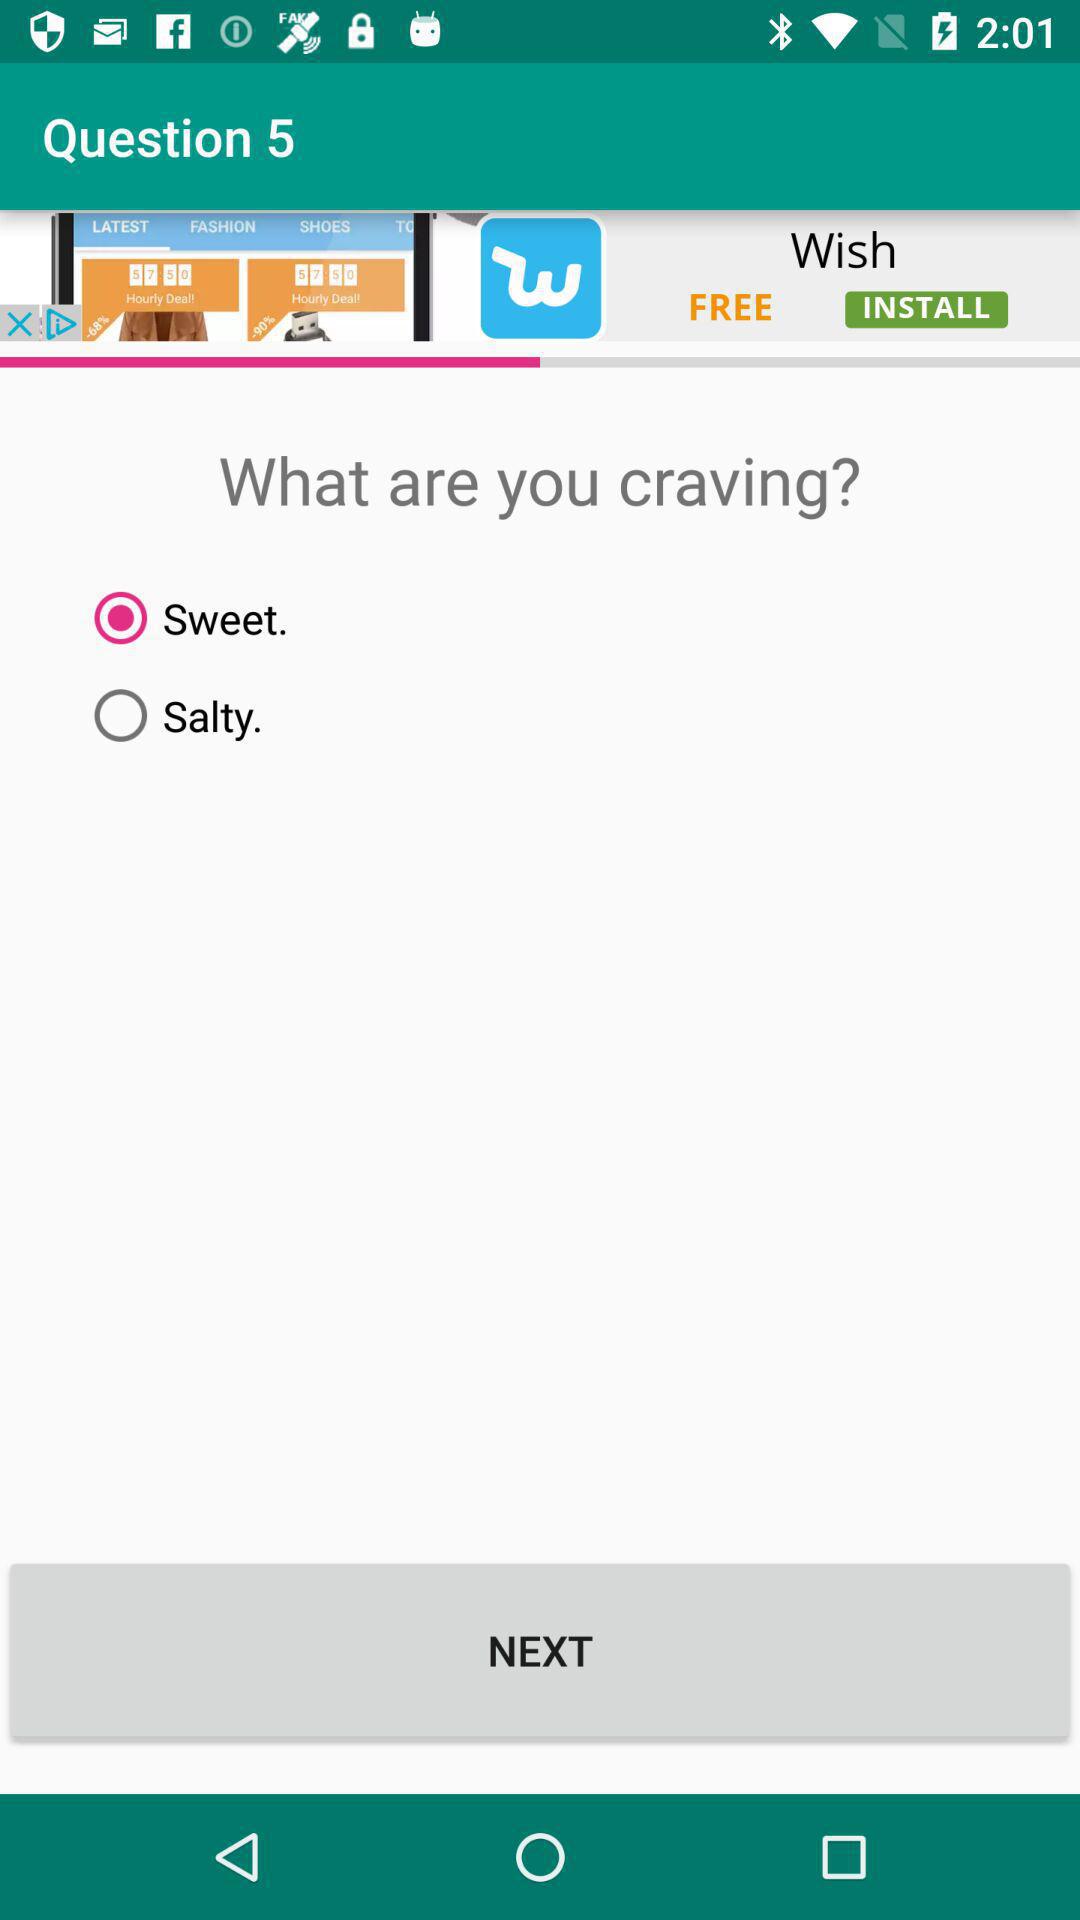 FAKE
2:01
Question 5
LATEST FASHION SHOES TO
57:50 57:50
Hourly Deal! Hourly Deal!
-68% -90%
Wish
FREE INSTALL
What are you craving?
Sweet.
Salty.
NEXT